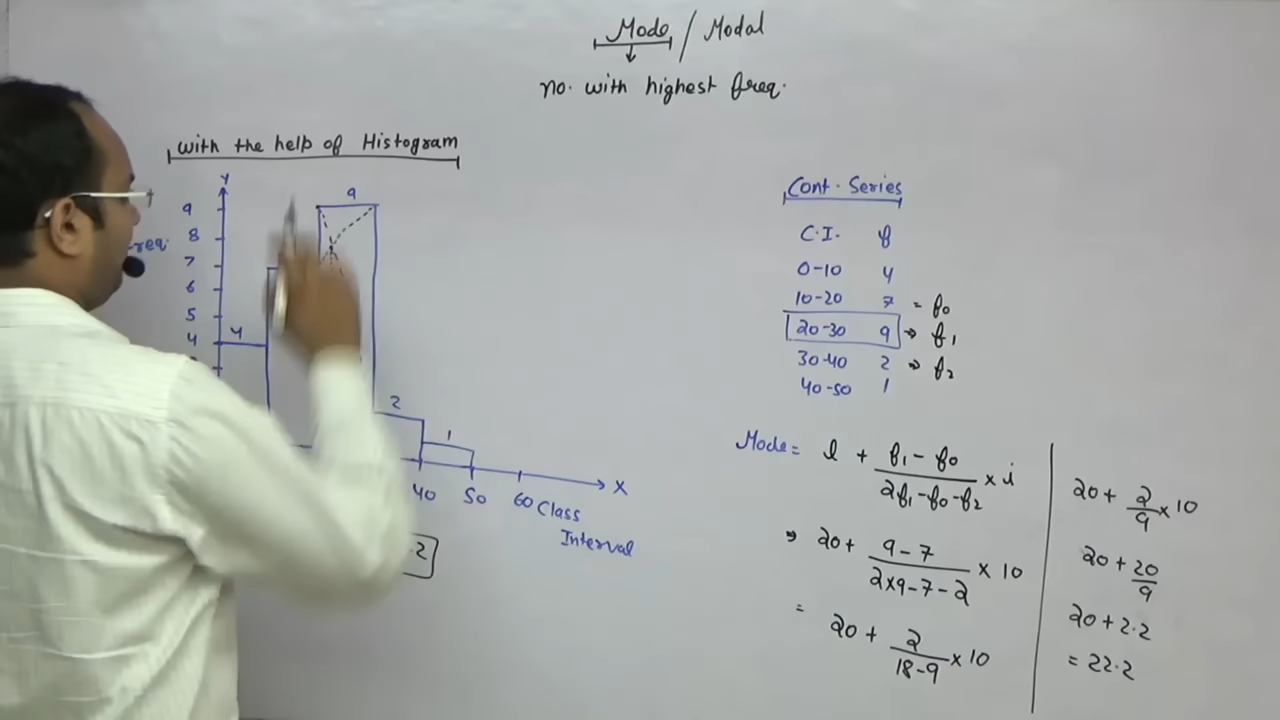 Mode / Modal
no. with highest freq.
with the help of Histogram
Y
9
8
7
6
5
4
4
9
2
1
40 50 60
X
Class
Interval
Cont. Series
C.I. f
0-10 4
10-20 7 = f0
20-30 9 → f1
30-40 2 → f2
40-50 1
Mode = l + f1 - f0 / 2f1 - f0 - f2 × i
⇒ 20 + 9 - 7 / 2×9 - 7 - 2 × 10
= 20 + 2 / 18 - 9 × 10
20 + 2/9 × 10
20 + 20/9
20 + 2.2
= 22.2